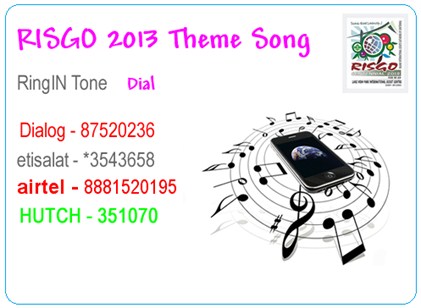 RISGO 2013 Theme Song
RingIN Tone Dial
RISGO
Dialog - 87520236
etisalat - *3543658
airtel - 8881520195
HUTCH - 351070